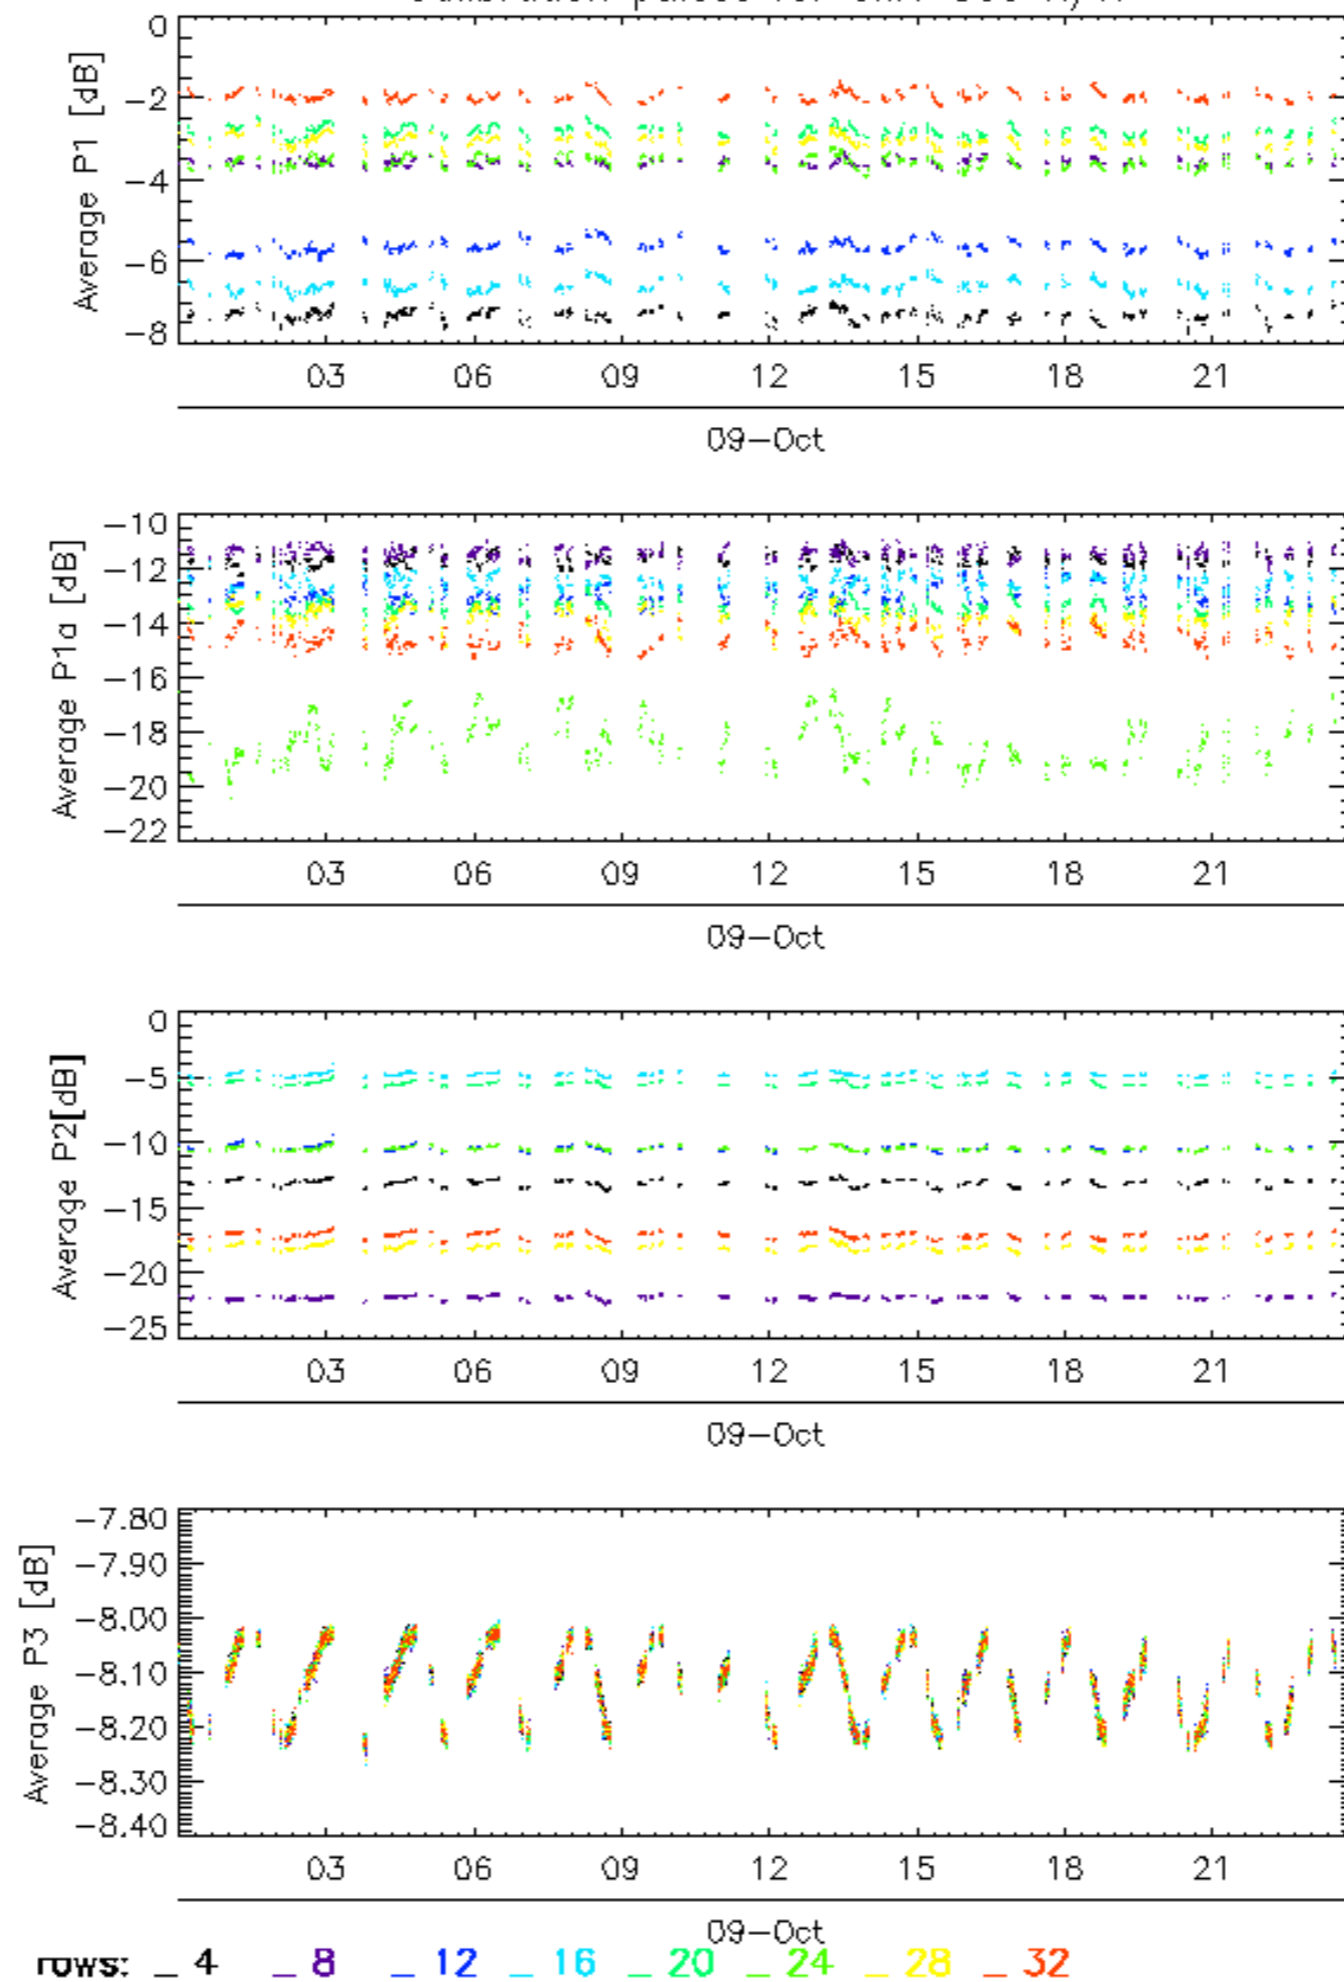 Average P1 [dB]
0
−2
−4
−6
−8
03 06 09 12 15 18 21
09−Oct
Average P1a [dB]
−10
−12
−14
−16
−18
−20
−22
03 06 09 12 15 18 21
09−Oct
Average P2[dB]
0
−5
−10
−15
−20
−25
03 06 09 12 15 18 21
09−Oct
Average P3 [dB]
−7.80
−7.90
−8.00
−8.10
−8.20
−8.30
−8.40
03 06 09 12 15 18 21
09−Oct
rows: _ 4 _ 8 _ 12 _ 16 _ 20 _ 24 _ 28 _ 32